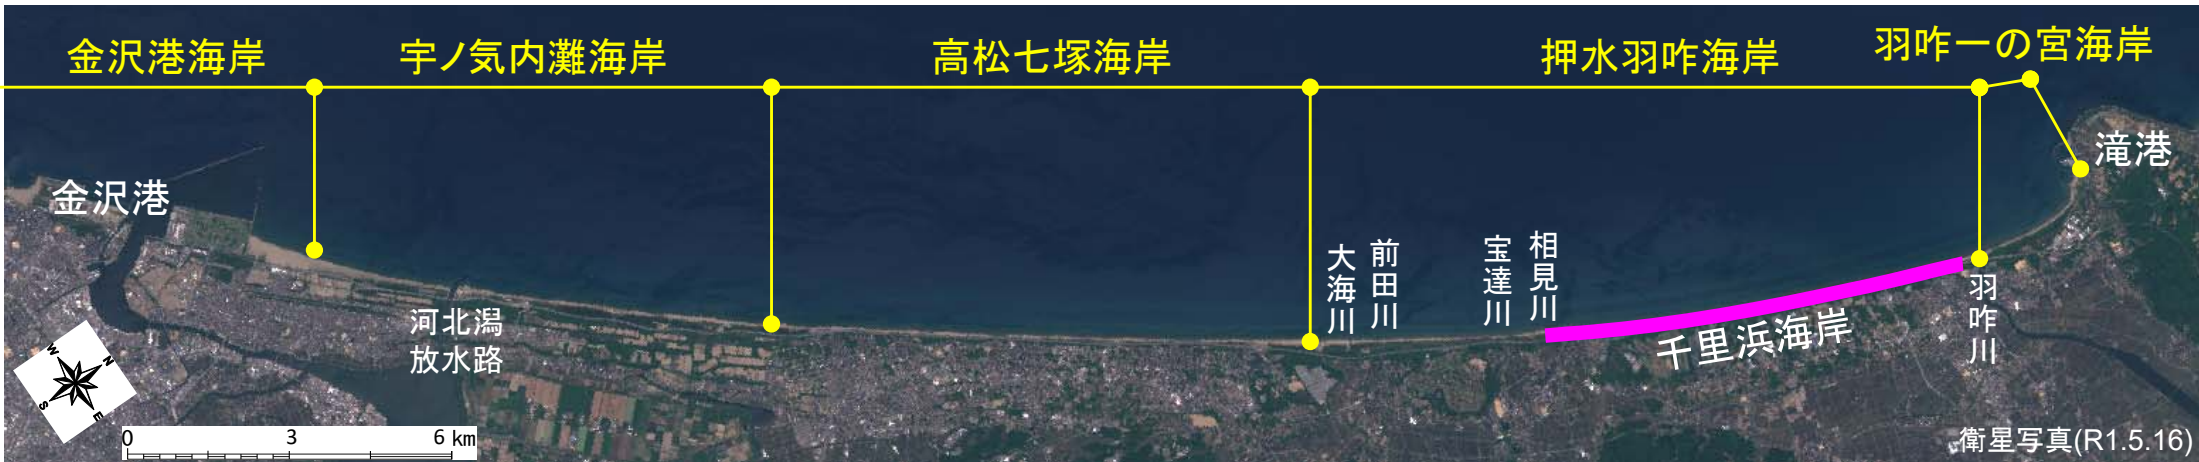 金沢港海岸
宇ノ気内灘海岸
高松七塚海岸
押水羽咋海岸
羽咋一の宮海岸
滝港
金沢港
河北潟
放水路
大海川
前田川
宝達川
相見川
千里浜海岸
羽咋川
W
N
S
E
0 3 6 km
衛星写真(R1.5.16)